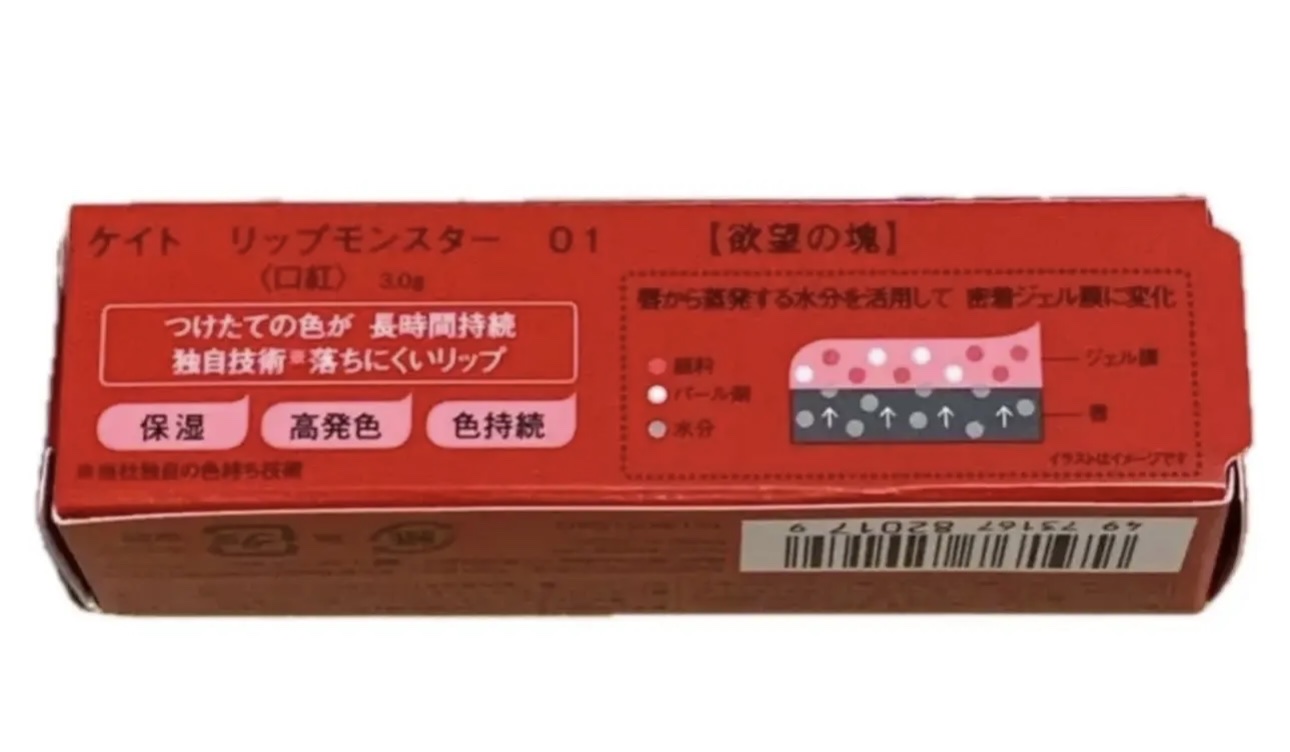 ケイト リップモンスター 01 【欲望の塊】
〈口紅〉 3.0g
つけたての色が 長時間持続
独自技術※落ちにくいリップ
保湿 高発色 色持続
※当社独自の色持ち技術
唇から蒸発する水分を活用して 密着ジェル膜に変化
顔料
パール剤
水分
ジェル膜
唇
イラストはイメージです
4973167820179